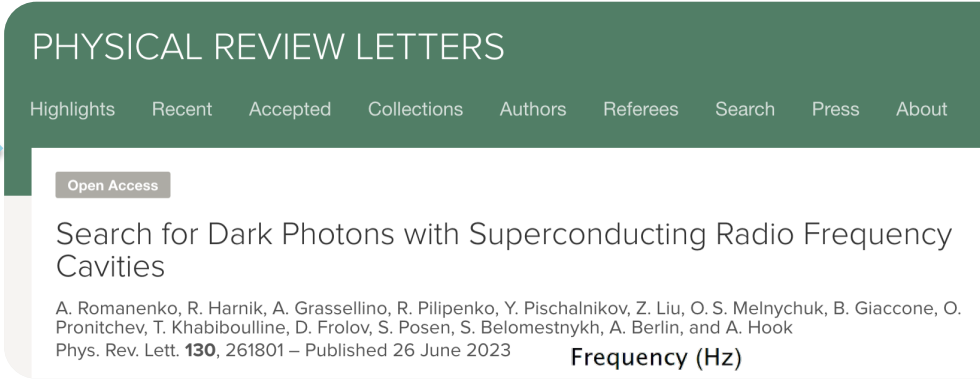 PHYSICAL REVIEW LETTERS
Highlights Recent Accepted Collections Authors Referees Search Press About
Open Access
Search for Dark Photons with Superconducting Radio Frequency
Cavities
A. Romanenko, R. Harnik, A. Grassellino, R. Pilipenko, Y. Pischalnikov, Z. Liu, O. S. Melnychuk, B. Giaccone, O.
Pronitchev, T. Khabiboulline, D. Frolov, S. Posen, S. Belomestnykh, A. Berlin, and A. Hook
Phys. Rev. Lett. 130, 261801 – Published 26 June 2023
Frequency (Hz)